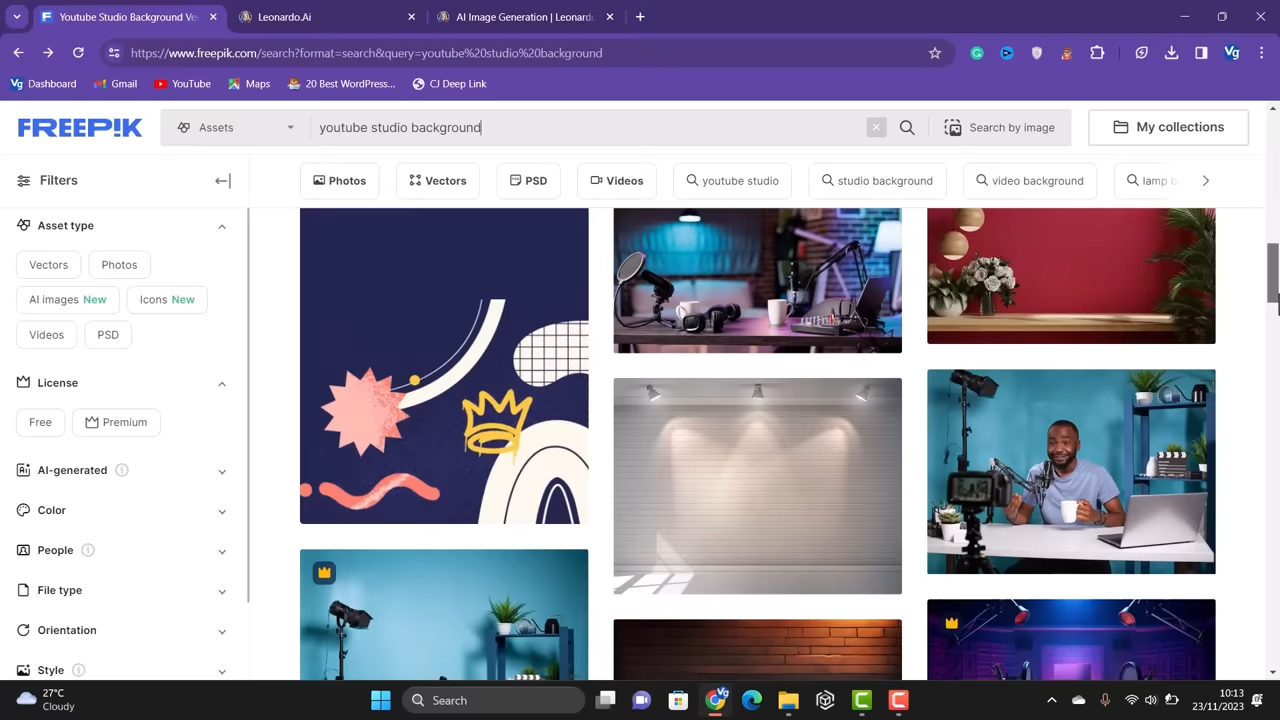 Youtube Studio Background Ve
Leonardo.Ai
AI Image Generation | Leonardo
https://www.freepik.com/search?format=search&query=youtube%20studio%20background
Vg
Vg Dashboard
Gmail
YouTube
Maps
20 Best WordPress...
CJ Deep Link
FREEPIK
Assets
youtube studio background
Search by image
My collections
Filters
Photos
Vectors
PSD
Videos
youtube studio
studio background
video background
lamp b
Asset type
Vectors
Photos
AI images New
Icons New
Videos
PSD
License
Free
Premium
AI-generated
Color
People
File type
Orientation
Style
27°C
Cloudy
Search
Vg
10:13
23/11/2023